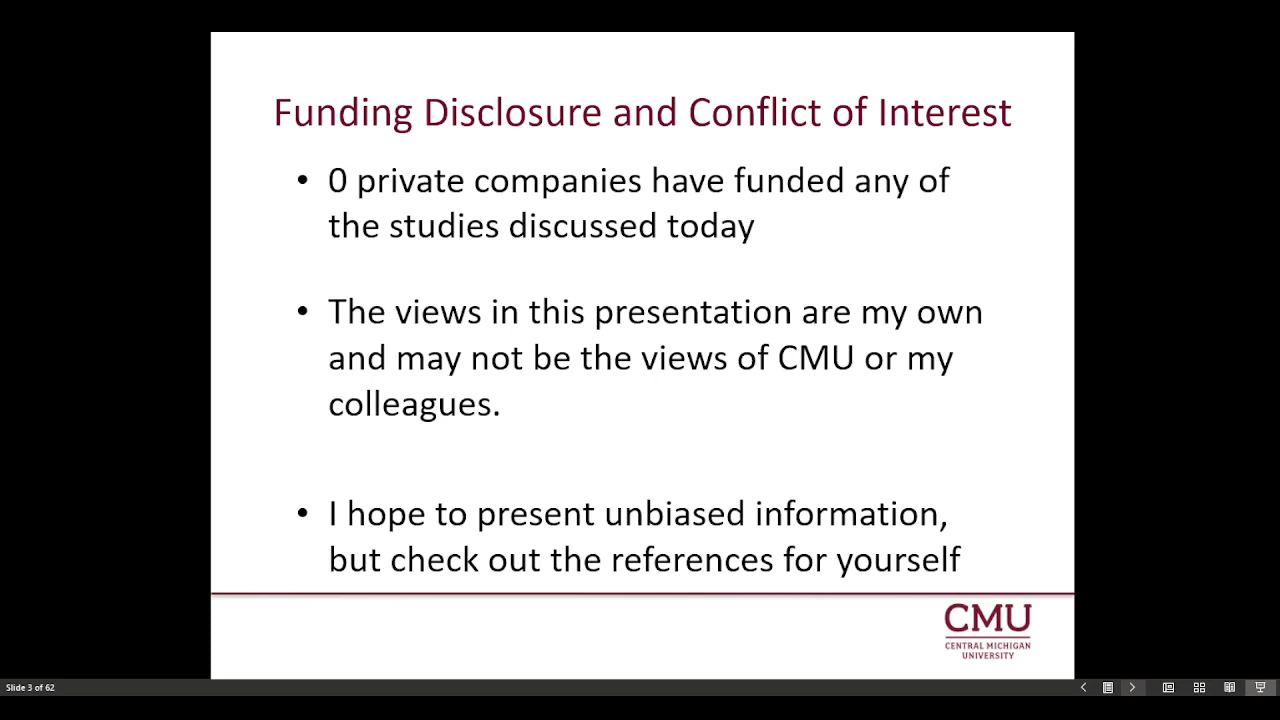 Funding Disclosure and Conflict of Interest
• 0 private companies have funded any of
the studies discussed today
• The views in this presentation are my own
and may not be the views of CMU or my
colleagues.
• I hope to present unbiased information,
but check out the references for yourself
CMU
CENTRAL MICHIGAN
UNIVERSITY
Slide 3 of 62